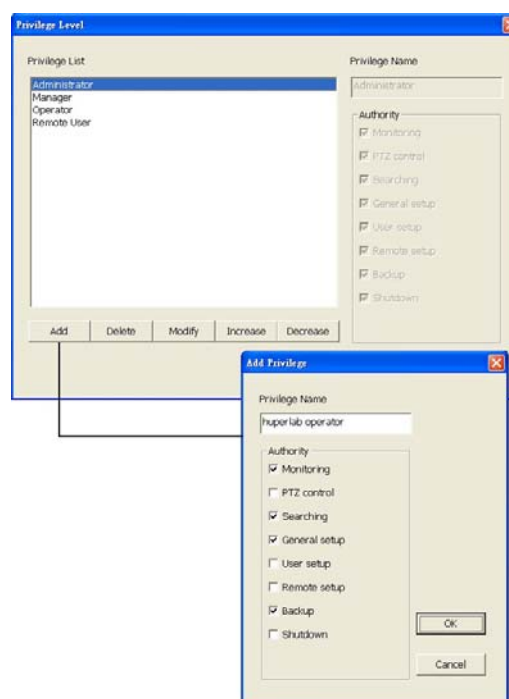 Privilege Level
Privilege List
Administrator
Manager
Operator
Remote User
Add
Delete
Modify
Increase
Decrease
Privilege Name
Administrator
Authority
Monitoring
PTZ control
Searching
General setup
User setup
Remote setup
Backup
Shutdown
Add Privilege
Privilege Name
huperlab operator
Authority
Monitoring
PTZ control
Searching
General setup
User setup
Remote setup
Backup
Shutdown
OK
Cancel